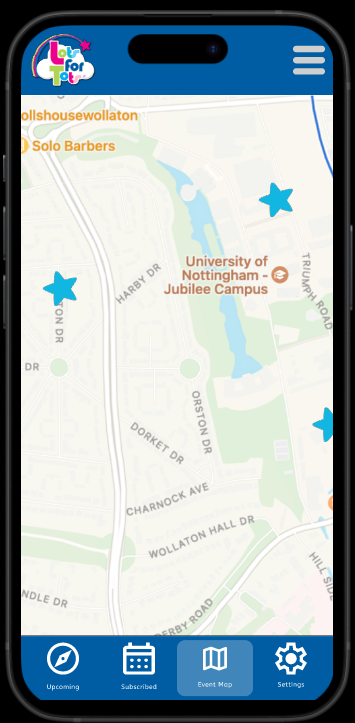 Lots
for
Tots
ollshousewollaton
Solo Barbers
University of
Nottingham -
Jubilee Campus
HARBY DR
TRIUMPH ROAD
TON DR
DR
ORSTON DR
DORKET DR
CHARNOCK AVE
WOLLATON HALL DR
HILL SIDE
NDLE DR
DERBY ROAD
Upcoming
Subscribed
Event Map
Settings